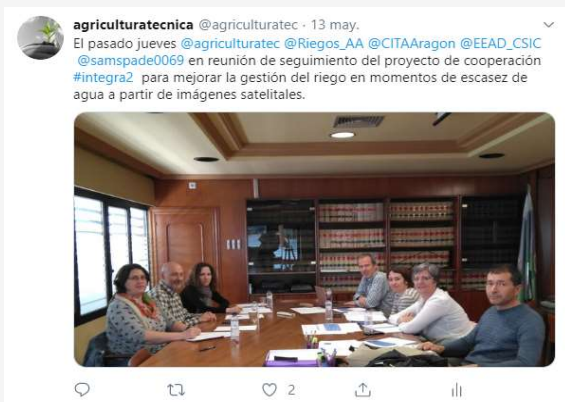 agriculturatecnica @agriculturatec · 13 may.
El pasado jueves @agriculturatec @Riegos_AA @CITAAragon @EEAD_CSIC
@samspade0069 en reunión de seguimiento del proyecto de cooperación
#integra2 para mejorar la gestión del riego en momentos de escasez de
agua a partir de imágenes satelitales.
2